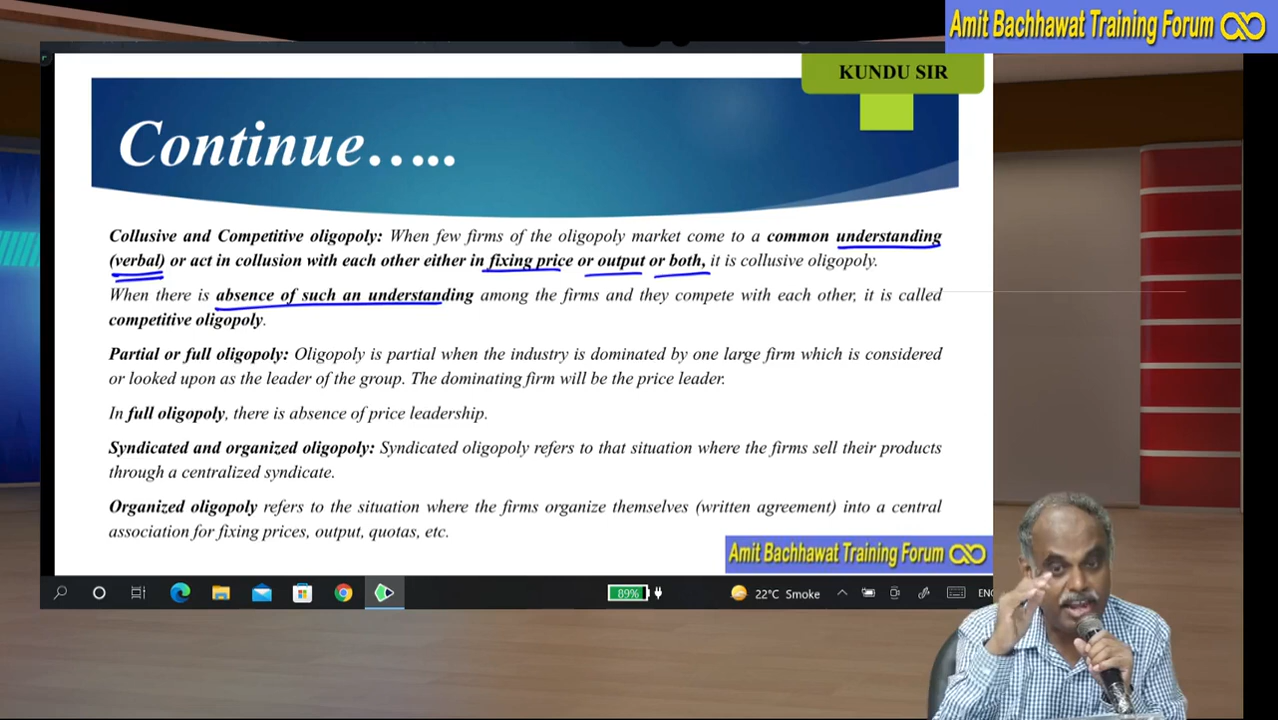 Amit Bachhawat Training Forum
KUNDU SIR
Continue…..
Collusive and Competitive oligopoly: When few firms of the oligopoly market come to a common understanding
(verbal) or act in collusion with each other either in fixing price or output or both, it is collusive oligopoly.
When there is absence of such an understanding among the firms and they compete with each other, it is called
competitive oligopoly.
Partial or full oligopoly: Oligopoly is partial when the industry is dominated by one large firm which is considered
or looked upon as the leader of the group. The dominating firm will be the price leader.
In full oligopoly, there is absence of price leadership.
Syndicated and organized oligopoly: Syndicated oligopoly refers to that situation where the firms sell their products
through a centralized syndicate.
Organized oligopoly refers to the situation where the firms organize themselves (written agreement) into a central
association for fixing prices, output, quotas, etc.
Amit Bachhawat Training Forum
89%
22°C Smoke
ENG